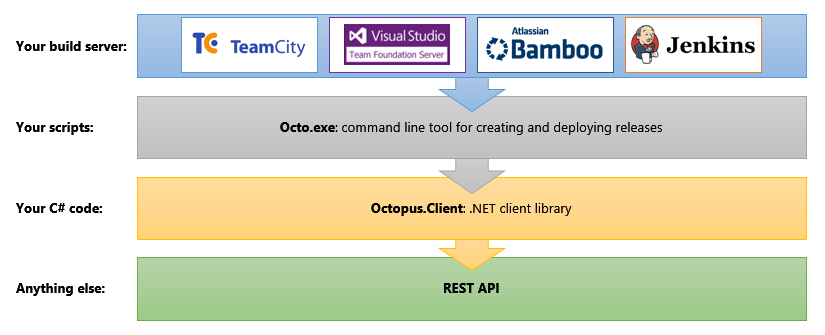 Your build server:
TC TeamCity
Visual Studio
Team Foundation Server
Atlassian
Bamboo
Jenkins
Your scripts:
Octo.exe: command line tool for creating and deploying releases
Your C# code:
Octopus.Client: .NET client library
Anything else:
REST API